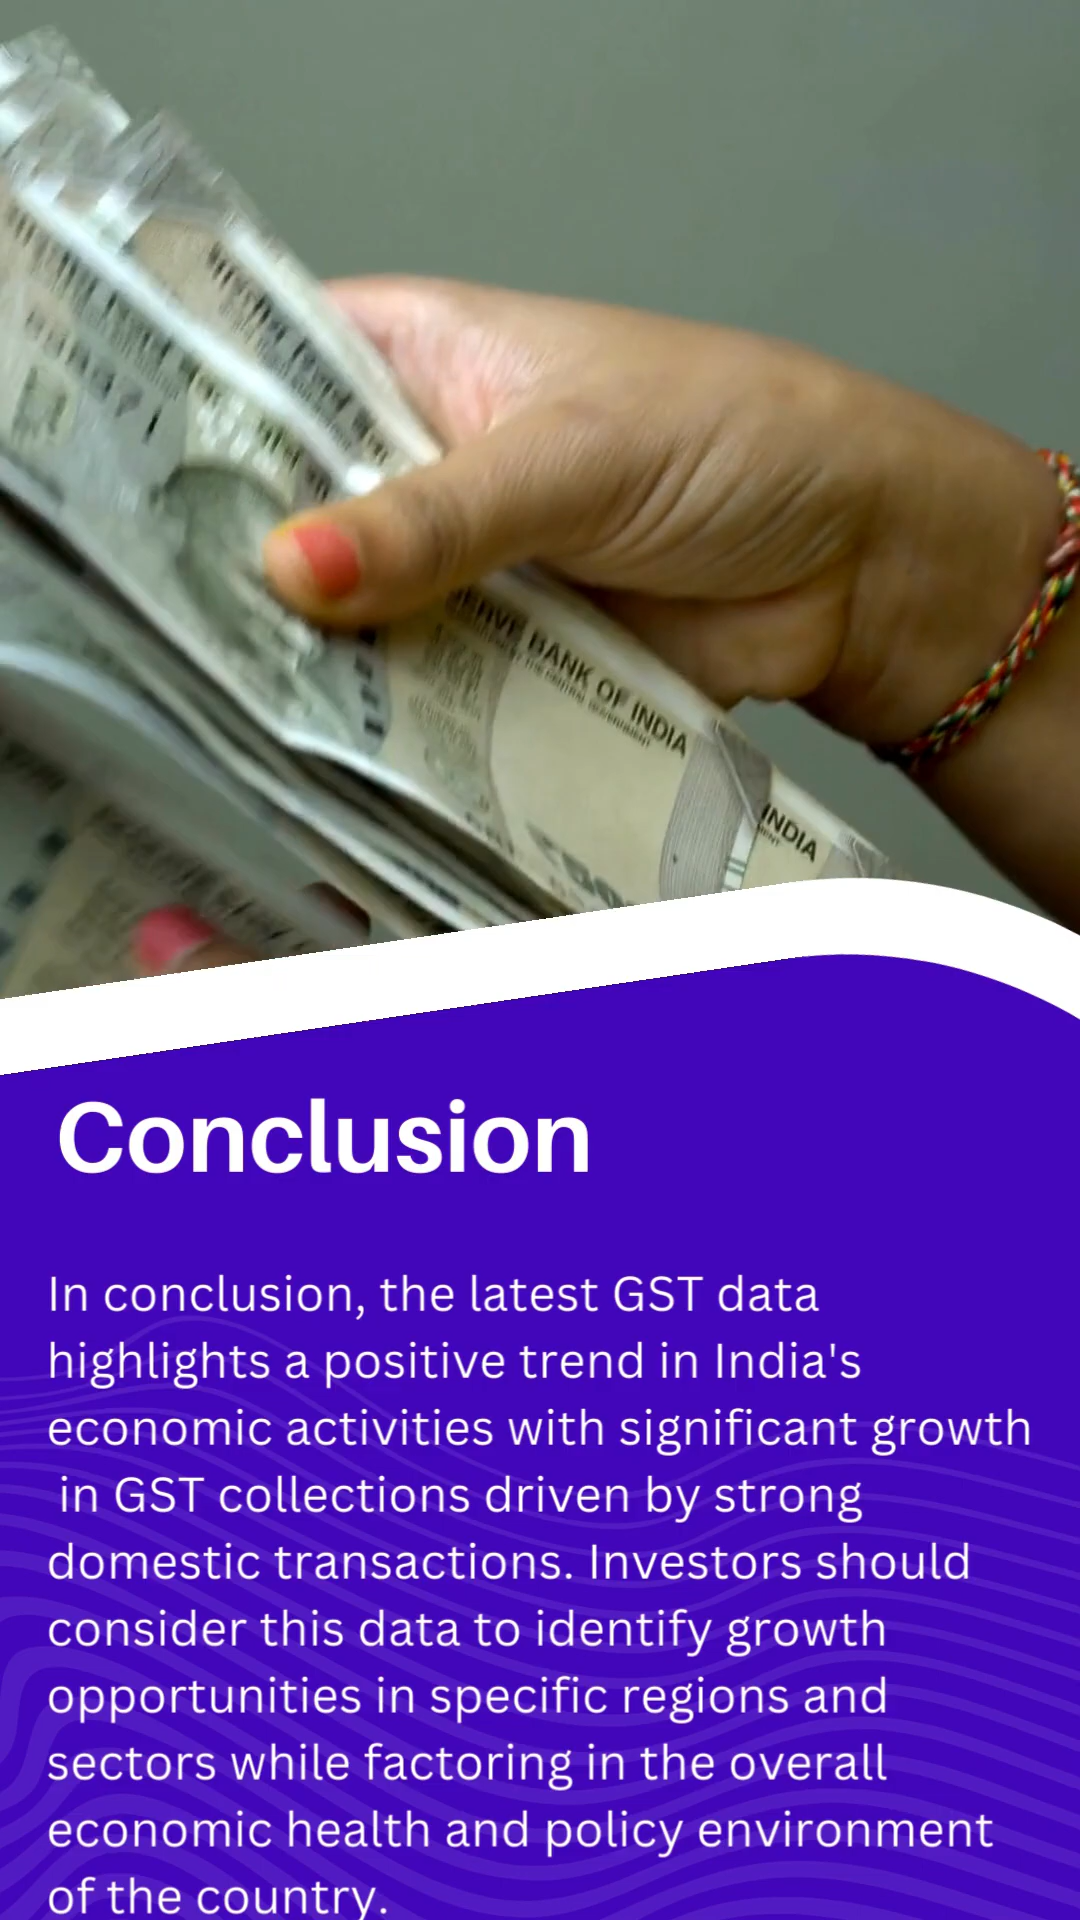 SERVE BANK OF INDIA
INDIA
Conclusion
In conclusion, the latest GST data
highlights a positive trend in India's
economic activities with significant growth
in GST collections driven by strong
domestic transactions. Investors should
consider this data to identify growth
opportunities in specific regions and
sectors while factoring in the overall
economic health and policy environment
of the country.